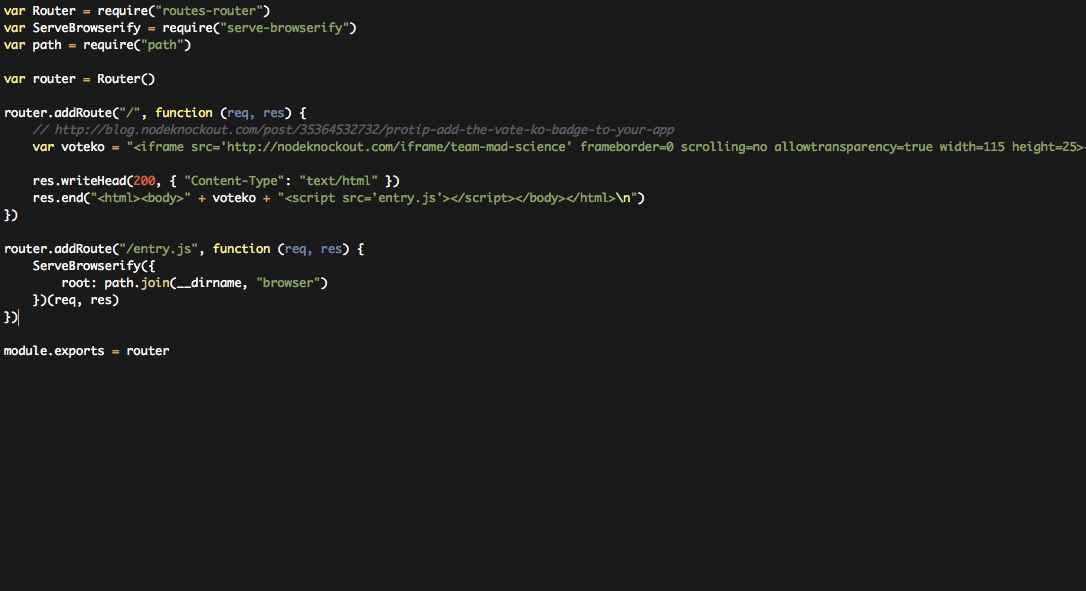 var Router = require("routes-router")
var ServeBrowserify = require("serve-browserify")
var path = require("path")
var router = Router()
router.addRoute("/", function (req, res) {
// http://blog.nodeknockout.com/post/35364532732/protip-add-the-vote-ko-badge-to-your-app
var voteko = "<iframe src='http://nodeknockout.com/iframe/team-mad-science' frameborder=0 scrolling=no allowtransparency=true width=115 height=25>
res.writeHead(200, { "Content-Type": "text/html" })
res.end("<html><body>" + voteko + "<script src='entry.js'></script></body></html>\n")
})
router.addRoute("/entry.js", function (req, res) {
ServeBrowserify({
root: path.join(__dirname, "browser")
})(req, res)
})
module.exports = router